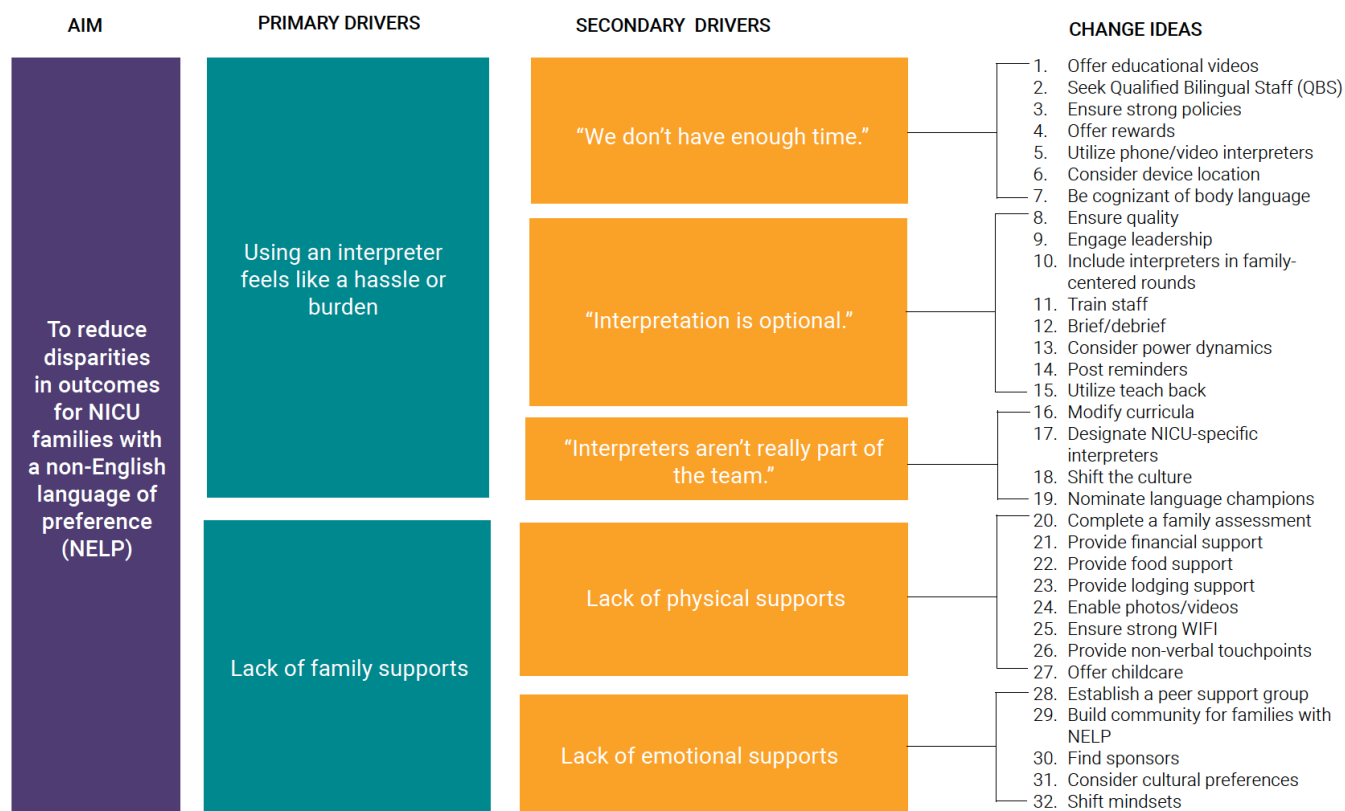 AIM
PRIMARY DRIVERS
SECONDARY DRIVERS
CHANGE IDEAS
To reduce
disparities
in outcomes
for NICU
families with
a non-English
language of
preference
(NELP)
Using an interpreter
feels like a hassle or
burden
Lack of family supports
“We don’t have enough time.”
“Interpretation is optional.”
“Interpreters aren’t really part of
the team.”
Lack of physical supports
Lack of emotional supports
1. Offer educational videos
2. Seek Qualified Bilingual Staff (QBS)
3. Ensure strong policies
4. Offer rewards
5. Utilize phone/video interpreters
6. Consider device location
7. Be cognizant of body language
8. Ensure quality
9. Engage leadership
10. Include interpreters in family-
centered rounds
11. Train staff
12. Brief/debrief
13. Consider power dynamics
14. Post reminders
15. Utilize teach back
16. Modify curricula
17. Designate NICU-specific
interpreters
18. Shift the culture
19. Nominate language champions
20. Complete a family assessment
21. Provide financial support
22. Provide food support
23. Provide lodging support
24. Enable photos/videos
25. Ensure strong WIFI
26. Provide non-verbal touchpoints
27. Offer childcare
28. Establish a peer support group
29. Build community for families with
NELP
30. Find sponsors
31. Consider cultural preferences
32. Shift mindsets